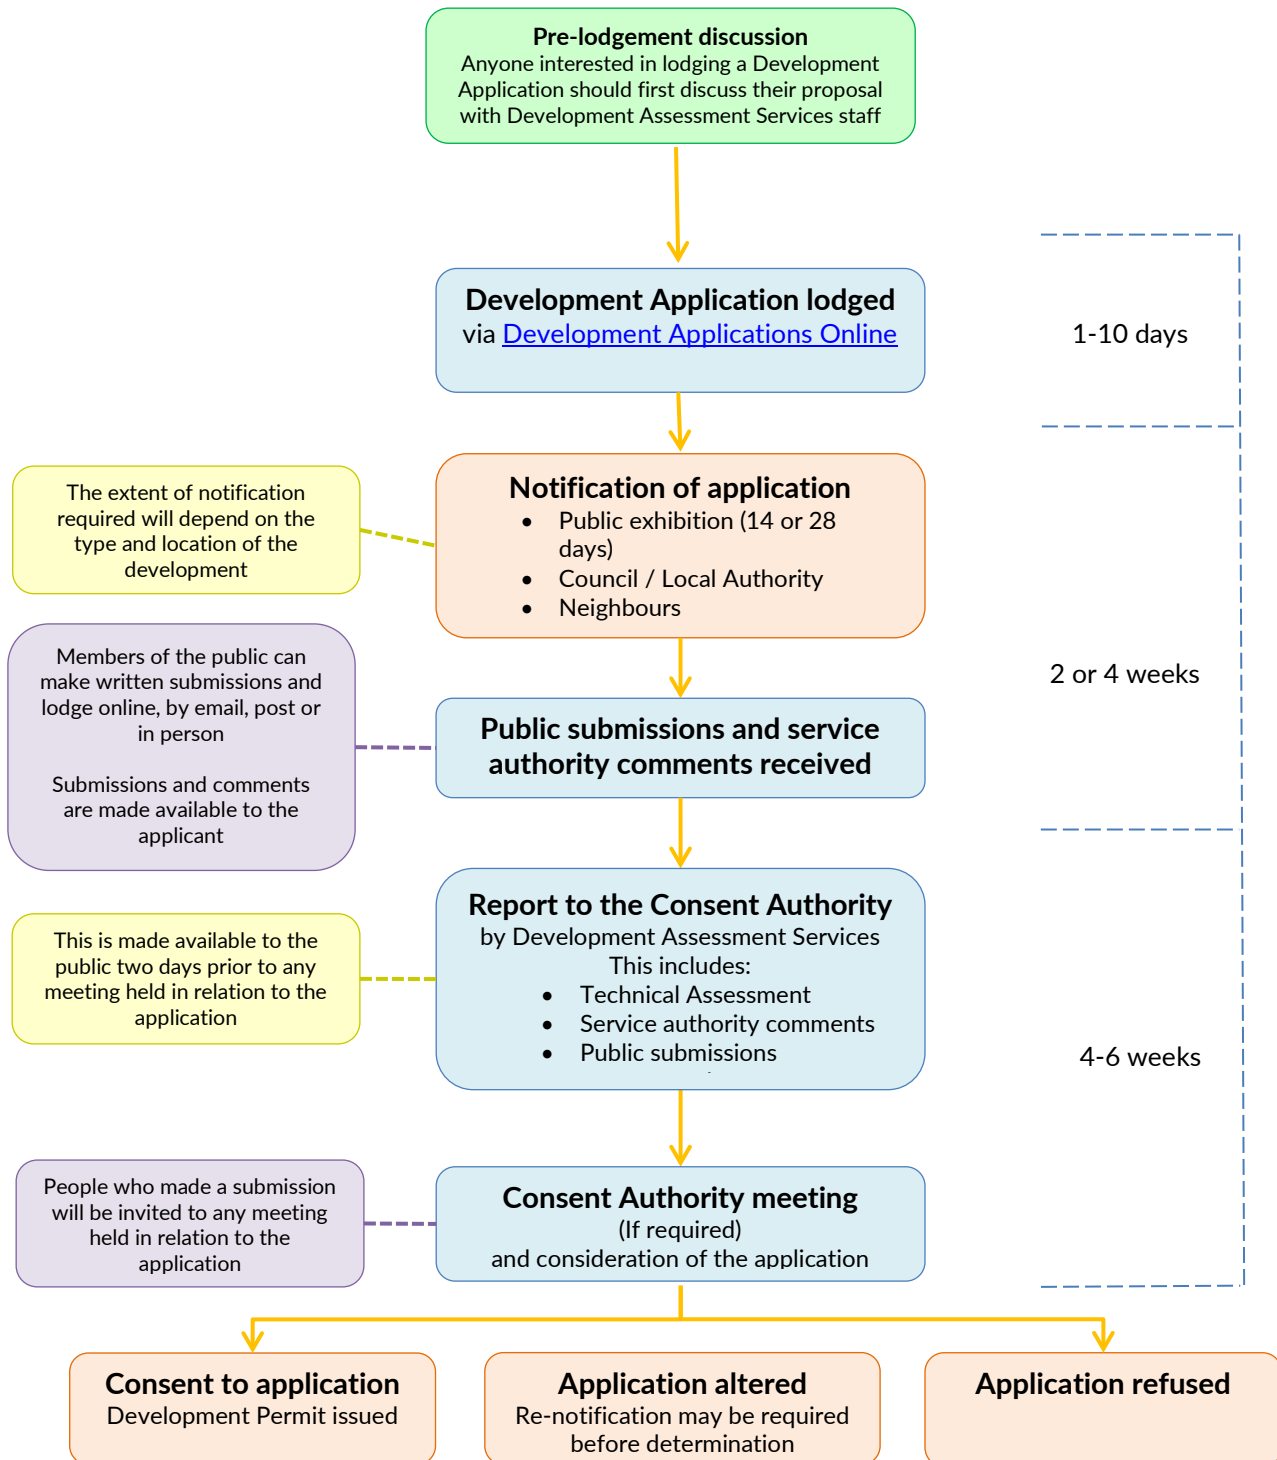 Pre-lodgement discussion
Anyone interested in lodging a Development
Application should first discuss their proposal
with Development Assessment Services staff
Development Application lodged
via Development Applications Online
1-10 days
Notification of application
• Public exhibition (14 or 28
days)
• Council / Local Authority
• Neighbours
The extent of notification
required will depend on the
type and location of the
development
2 or 4 weeks
Members of the public can
make written submissions and
lodge online, by email, post or
in person
Submissions and comments
are made available to the
applicant
Public submissions and service
authority comments received
Report to the Consent Authority
by Development Assessment Services
This includes:
• Technical Assessment
• Service authority comments
• Public submissions
This is made available to the
public two days prior to any
meeting held in relation to the
application
4-6 weeks
People who made a submission
will be invited to any meeting
held in relation to the
application
Consent Authority meeting
(If required)
and consideration of the application
Consent to application
Development Permit issued
Application altered
Re-notification may be required
before determination
Application refused